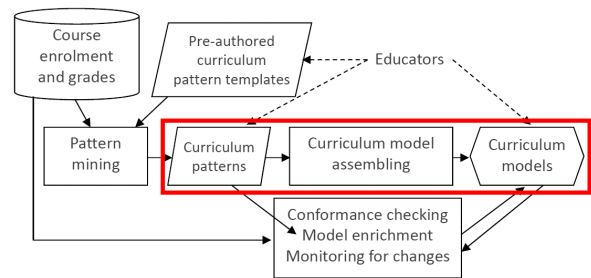 Course
enrolment
and grades
Pre-authored
curriculum
pattern templates
Educators
Pattern
mining
Curriculum
patterns
Curriculum model
assembling
Curriculum
models
Conformance checking
Model enrichment
Monitoring for changes